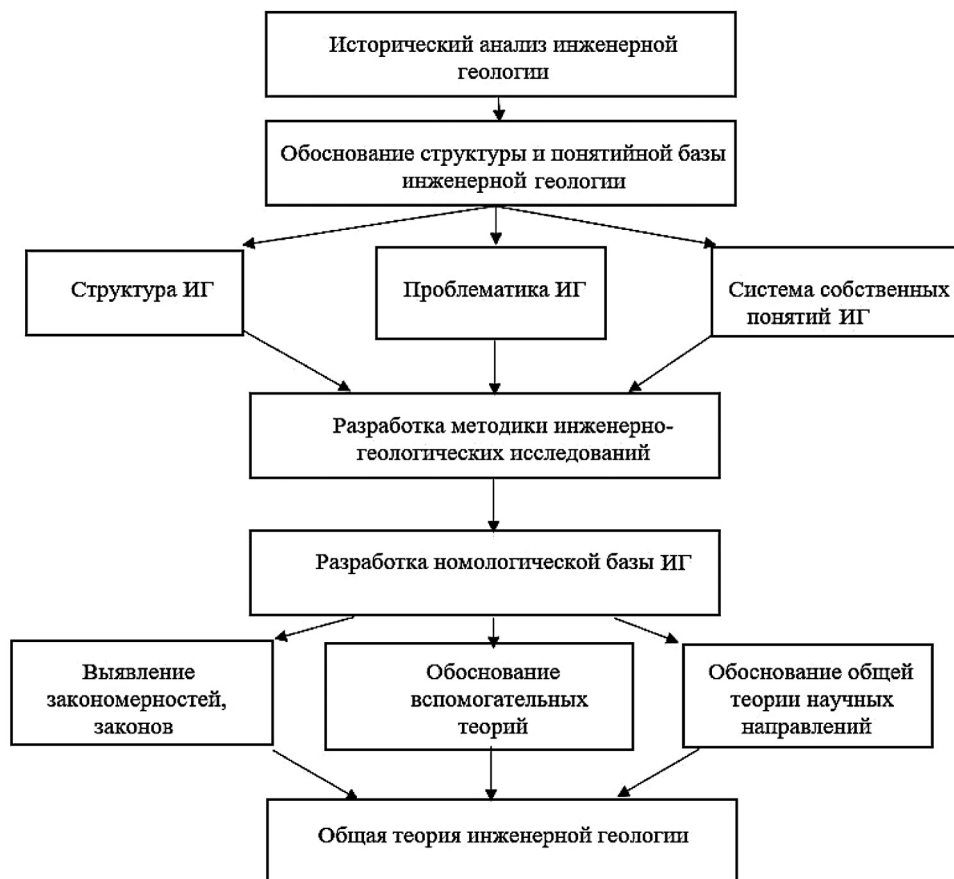 Исторический анализ инженерной
геологии
Обоснование структуры и понятийной базы
инженерной геологии
Структура ИГ
Проблематика ИГ
Система собственных
понятий ИГ
Разработка методики инженерно-
геологических исследований
Разработка номологической базы ИГ
Выявление
закономерностей,
законов
Обоснование
вспомогательных
теорий
Обоснование общей
теории научных
направлений
Общая теория инженерной геологии